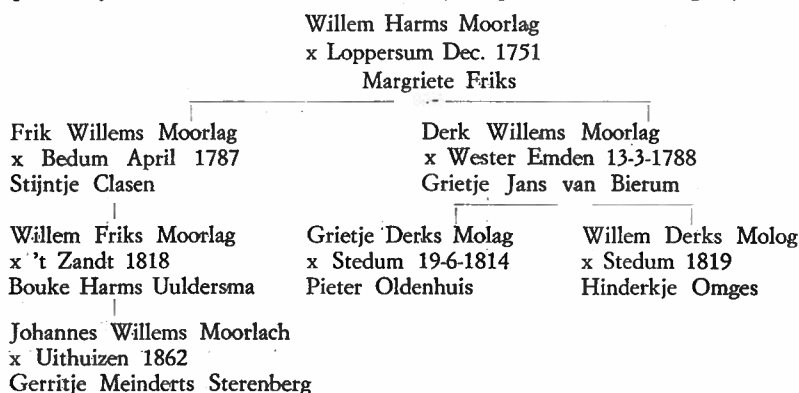 Willem Harms Moorlag
x Loppersum Dec. 1751
Margriete Friks
Frik Willems Moorlag
x Bedum April 1787
Stijntje Clasen
Derk Willems Moorlag
x Wester Emden 13-3-1788
Grietje Jans van Bierum
Willem Friks Moorlag
x 't Zandt 1818
Bouke Harms Uuldersma
Grietje Derks Molag
x Stedum 19-6-1814
Pieter Oldenhuis
Willem Derks Molog
x Stedum 1819
Hinderkje Omges
Johannes Willems Moorlach
x Uithuizen 1862
Gerritje Meinderts Sterenberg